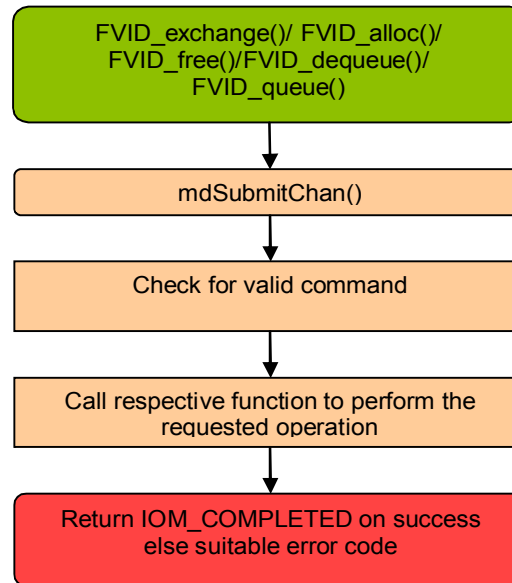 FVID_exchange()/ FVID_alloc()/
FVID_free()/FVID_dequeue()/
FVID_queue()
mdSubmitChan()
Check for valid command
Call respective function to perform the
requested operation
Return IOM_COMPLETED on success
else suitable error code